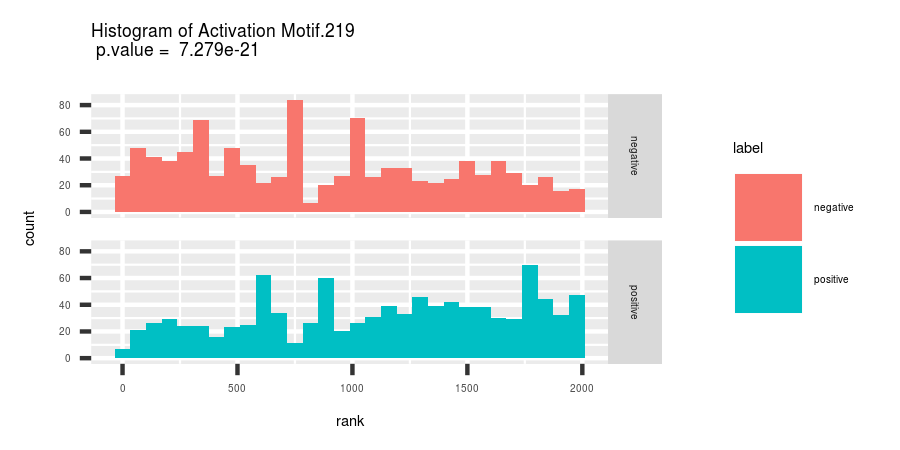 Histogram of Activation Motif.219
p.value = 7.279e-21
count
80
60
40
20
0
negative
80
60
40
20
0
positive
0 500 1000 1500 2000
rank
label
negative
positive